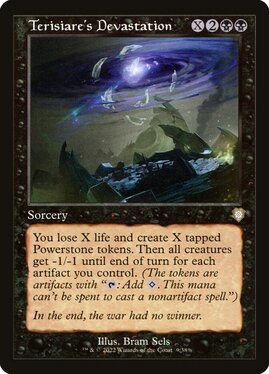 Terisiare's Devastation X 2
Sorcery
You lose X life and create X tapped
Powerstone tokens. Then all creatures
get -1/-1 until end of turn for each
artifact you control. (The tokens are
artifacts with “: Add . This mana
can't be spent to cast a nonartifact spell.”)
In the end, the war had no winner.
Illus. Bram Sels
™ & © 2022 Wizards of the Coast